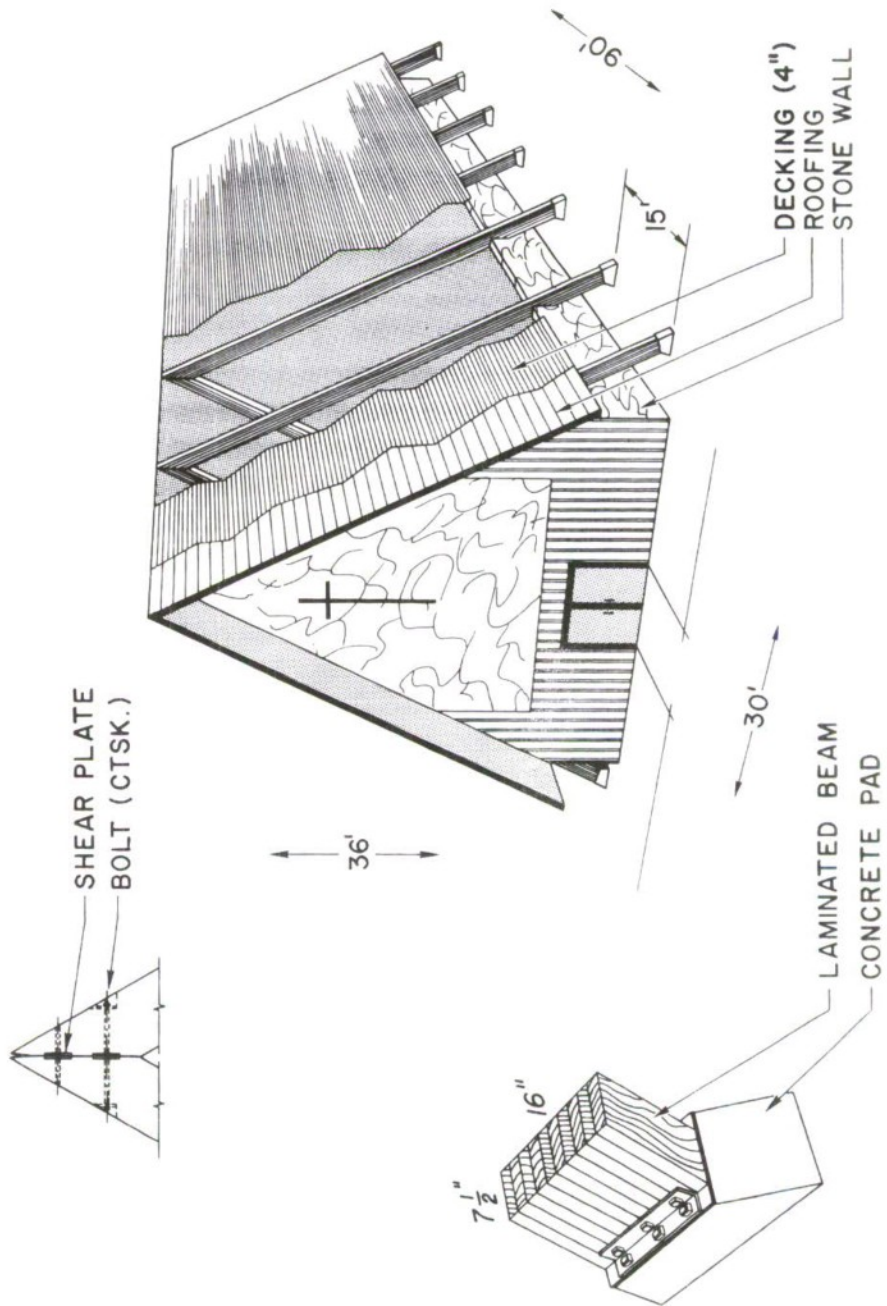 SHEAR PLATE
BOLT (CTSK.)
36'
90'
15'
30'
DECKING (4")
ROOFING
STONE WALL
7 1/2"
16"
LAMINATED BEAM
CONCRETE PAD